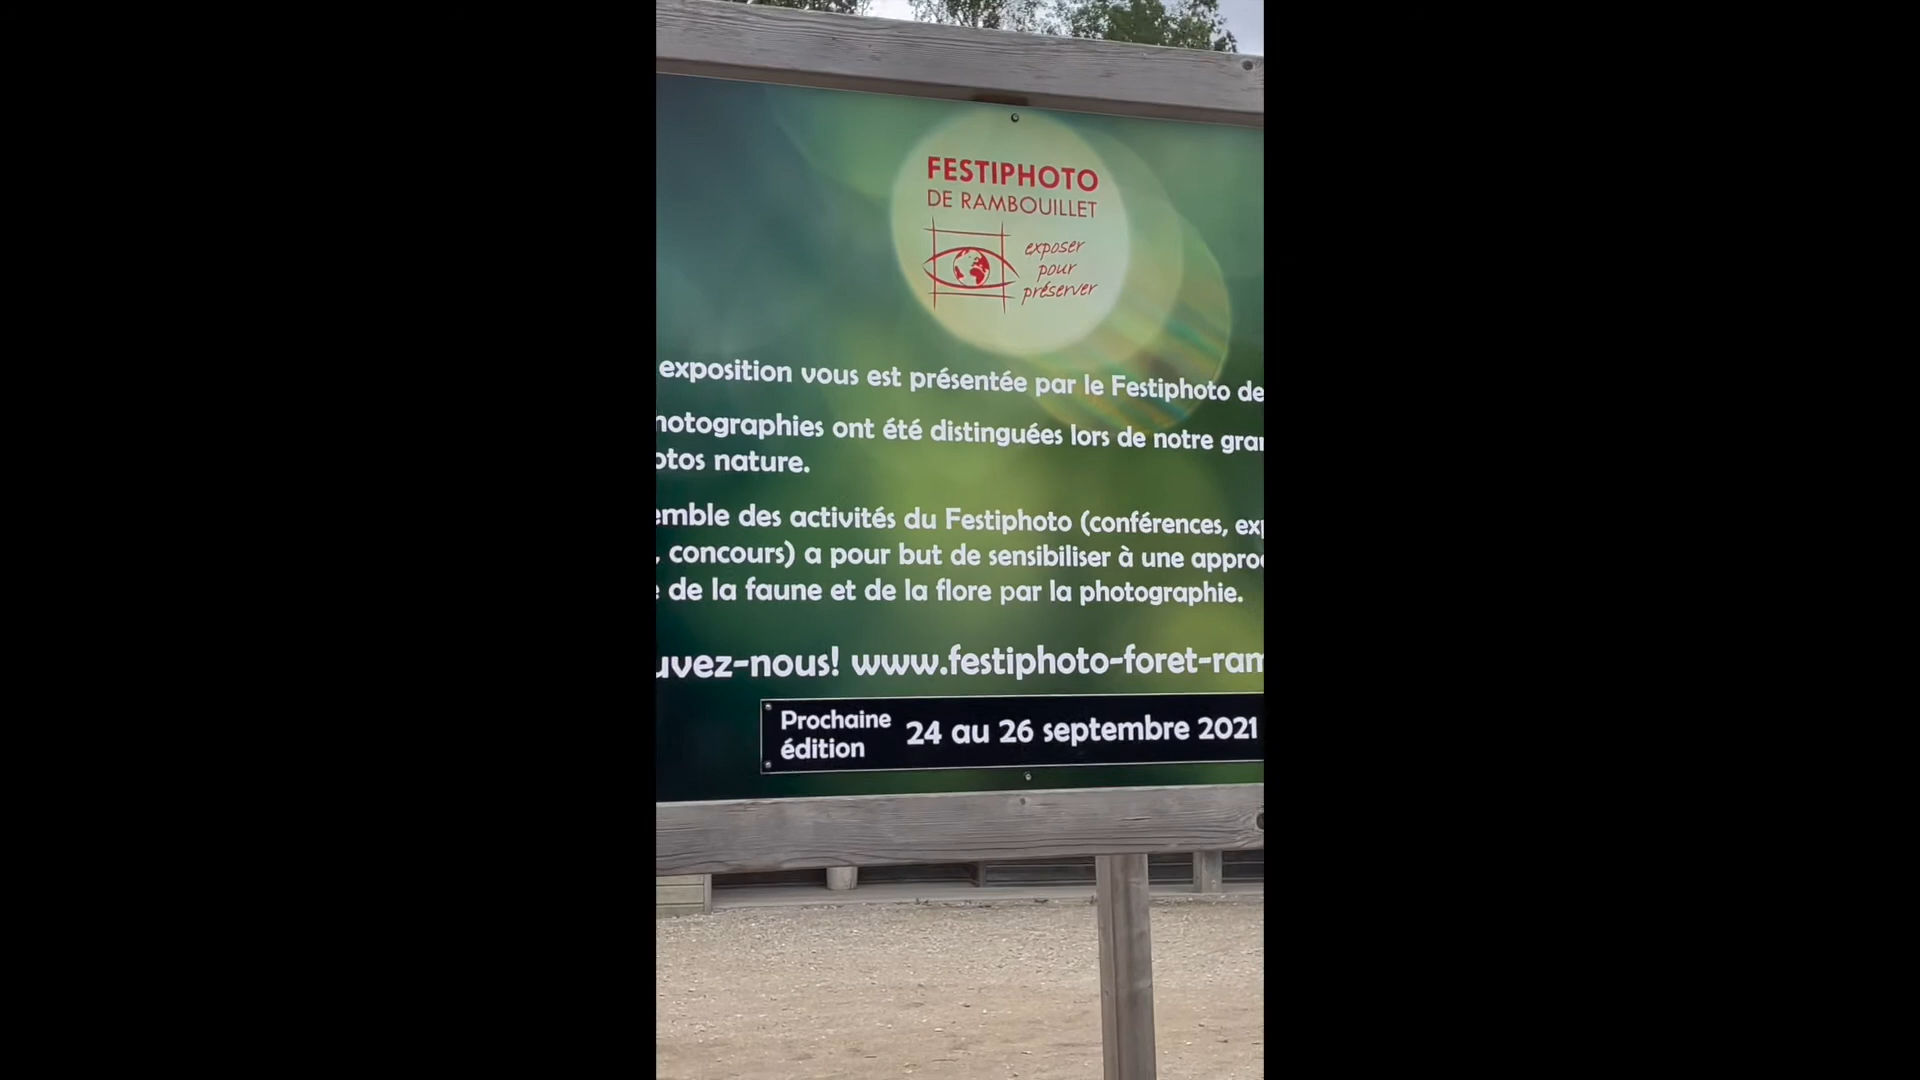 FESTIPHOTO
DE RAMBOUILLET
exposer
pour
préserver
exposition vous est présentée par le Festiphoto de
hotographies ont été distinguées lors de notre gran
otos nature.
emble des activités du Festiphoto (conférences, exp
, concours) a pour but de sensibiliser à une approc
de la faune et de la flore par la photographie.
uvez-nous! www.festiphoto-foret-ram
Prochaine
édition
24 au 26 septembre 2021